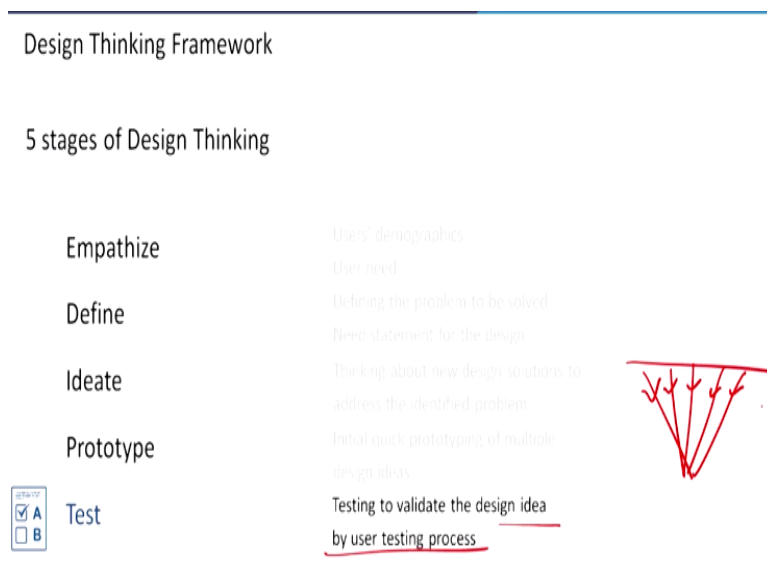 Design Thinking Framework
5 stages of Design Thinking
Empathize
Users' demographics
User need
Define
Defining the problem to be solved
Need statement for the design
Ideate
Thinking about new design solutions to
address the identified problem
Prototype
Initial quick prototyping of multiple
design ideas
A
B
Test
Testing to validate the design idea
by user testing process